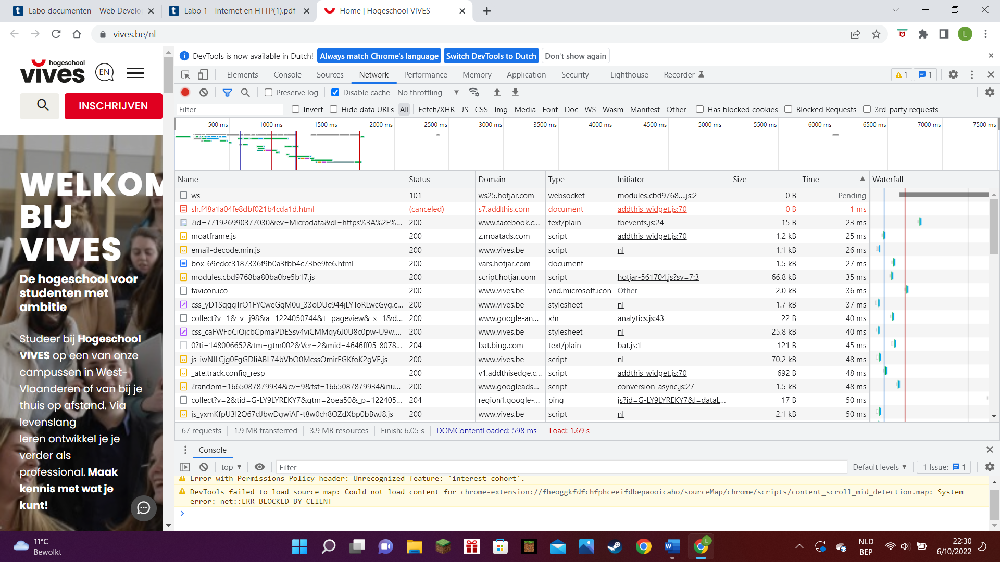 Labo documenten – Web Develo
Labo 1 - Internet en HTTP(1).pdf
Home | Hogeschool VIVES
vives.be/nl
L
hogeschool
vives
EN
INSCHRIJVEN
WELKOM
BIJ
VIVES
De hogeschool voor
studenten met
ambitie
Studeer bij Hogeschool
VIVES op een van onze
campussen in West-
Vlaanderen of van bij je
thuis op afstand. Via
levenslang
leren ontwikkel je je
verder als
professional. Maak
kennis met wat je
kunt!
DevTools is now available in Dutch! Always match Chrome's language Switch DevTools to Dutch Don't show again
Elements Console Sources Network Performance Memory Application Security Lighthouse Recorder 1 1
Preserve log Disable cache No throttling
Filter Invert Hide data URLs All Fetch/XHR JS CSS Img Media Font Doc WS Wasm Manifest Other Has blocked cookies Blocked Requests 3rd-party requests
500 ms 1000 ms 1500 ms 2000 ms 2500 ms 3000 ms 3500 ms 4000 ms 4500 ms 5000 ms 5500 ms 6000 ms 6500 ms 7000 ms 7500 ms
Name Status Domain Type Initiator Size Time Waterfall
ws 101 ws25.hotjar.com websocket modules.cbd9768....js:2 0 B Pending
sh.f48a1a04fe8dbf021b4cda1d.html (canceled) s7.addthis.com document addthis_widget.js:70 0 B 1 ms
?id=771926990377030&ev=Microdata&dl=https%3A%2F%... 200 www.facebook.c... text/plain fbevents.js:24 15 B 23 ms
moatframe.js 200 z.moatads.com script addthis_widget.js:70 1.2 kB 25 ms
email-decode.min.js 200 www.vives.be script nl 1.1 kB 26 ms
box-69edcc3187336f9b0a3fbb4c73be9fe6.html 200 vars.hotjar.com document 1.5 kB 27 ms
modules.cbd9768ba80ba0be5b17.js 200 script.hotjar.com script hotjar-561704.js?sv=7:3 66.8 kB 35 ms
favicon.ico 200 www.vives.be vnd.microsoft.icon Other 2.0 kB 36 ms
css_yD1SqggTrO1FYCweGgM0u_33oDUc944jLYToRLwcGyg.c... 200 www.vives.be stylesheet nl 1.7 kB 37 ms
collect?v=1&_v=j98&a=1224050744&t=pageview&_s=1&d... 200 www.google-an... xhr analytics.js:43 22 B 40 ms
css_caFWFoCiQjcbCpmaPDESsv4viCMMqy6J0U8c0pw-U9w.... 200 www.vives.be stylesheet nl 25.8 kB 40 ms
0?ti=148006652&tm=gtm002&Ver=2&mid=4646ff05-8078... 204 bat.bing.com text/plain bat.js:1 121 B 45 ms
js_iwNILCjg0FgGDIiABL74bVbO0McssOmirEGKfoK2gVE.js 200 www.vives.be script nl 70.2 kB 48 ms
_ate.track.config_resp 200 v1.addthisedge.c... script addthis_widget.js:70 692 B 48 ms
?random=1665087879934&cv=9&fst=1665087879934&nu... 200 www.googleads... script conversion_async.js:27 1.5 kB 48 ms
collect?v=2&tid=G-LY9LYREKY7&gtm=2oea50&_p=122405... 204 region1.google-... ping js?id=G-LY9LYREKY7&l=dataL... 17 B 50 ms
js_yxmKfpU3I2Q67dJbwDgwiAF-t8w0ch8OZdXbp0bBwJ8.js 200 www.vives.be script nl 2.1 kB 50 ms
67 requests 1.9 MB transferred 3.9 MB resources Finish: 6.05 s DOMContentLoaded: 598 ms Load: 1.69 s
Console
top Filter Default levels 1 Issue: 1
Error with Permissions-Policy header: Unrecognized feature: 'interest-cohort'.
DevTools failed to load source map: Could not load content for chrome-extension://fheoggkfdfchfphceeifdbepaooicaho/sourceMap/chrome/scripts/content_scroll_mid_detection.map: System
error: net::ERR_BLOCKED_BY_CLIENT
11°C
Bewolkt
NLD
BEP
22:30
6/10/2022